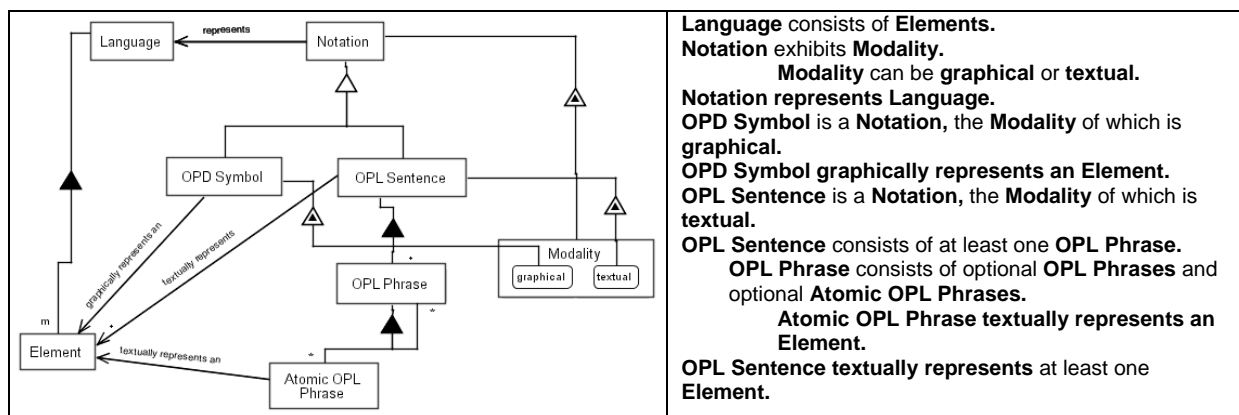 Language
represents
Notation
OPD Symbol
OPL Sentence
graphically represents an
textually represents
Modality
graphical
textual
+
OPL Phrase
*
m
+
Element
textually represents an
*
Atomic OPL
Phrase
Language consists of Elements.
Notation exhibits Modality.
Modality can be graphical or textual.
Notation represents Language.
OPD Symbol is a Notation, the Modality of which is
graphical.
OPD Symbol graphically represents an Element.
OPL Sentence is a Notation, the Modality of which is
textual.
OPL Sentence consists of at least one OPL Phrase.
OPL Phrase consists of optional OPL Phrases and
optional Atomic OPL Phrases.
Atomic OPL Phrase textually represents an
Element.
OPL Sentence textually represents at least one
Element.